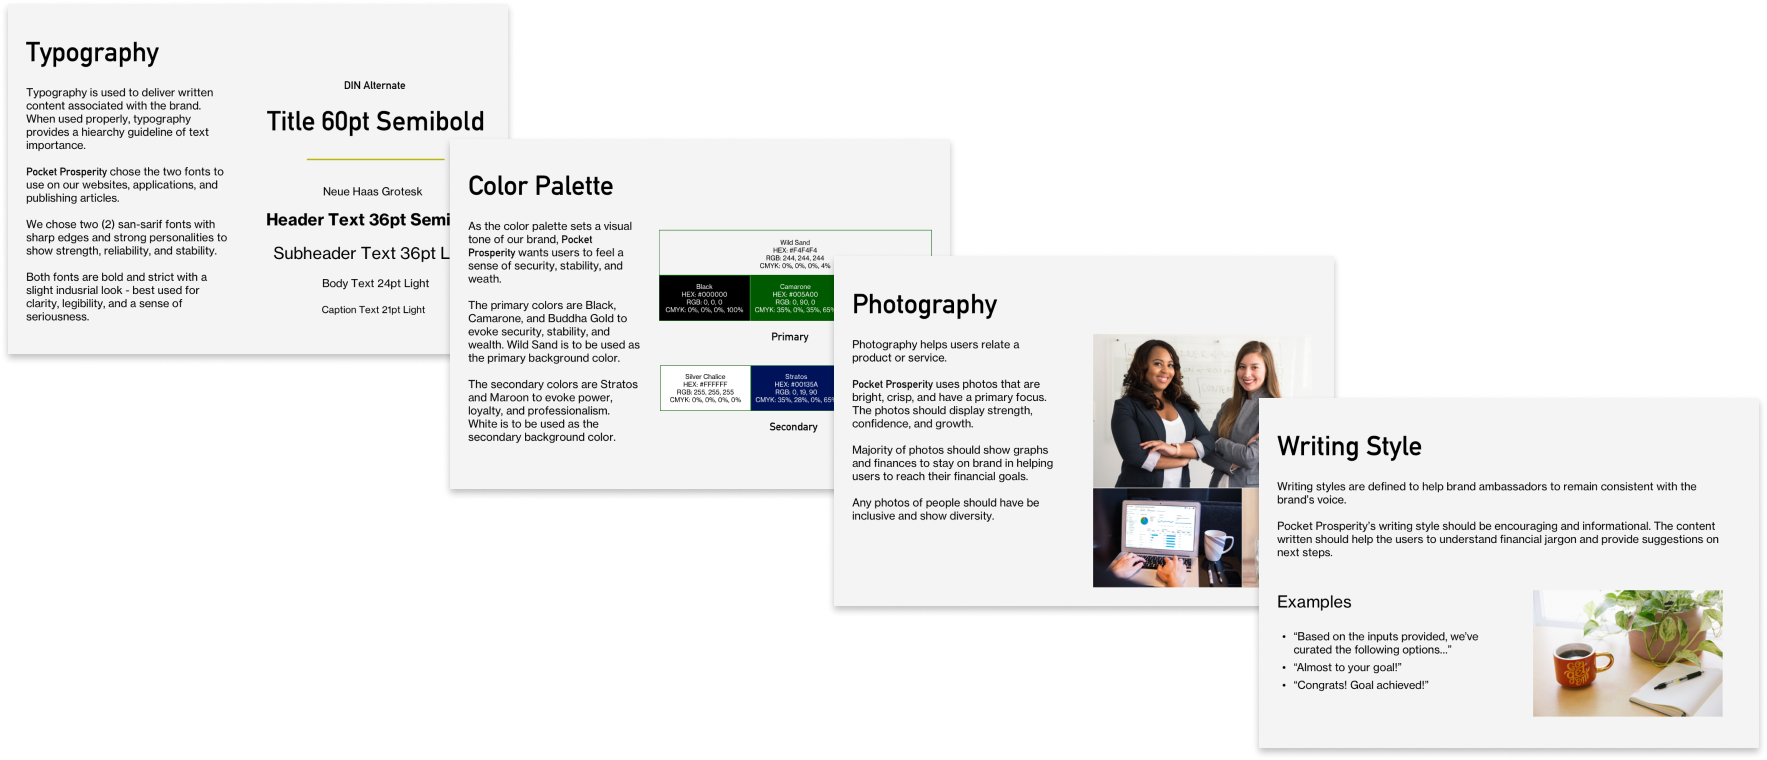 Typography
Typography is used to deliver written
content associated with the brand.
When used properly, typography
provides a hiearchy guideline of text
importance.
Pocket Prosperity chose the two fonts to
use on our websites, applications, and
publishing articles.
We chose two (2) san-sarif fonts with
sharp edges and strong personalities to
show strength, reliability, and stability.
Both fonts are bold and strict with a
slight indusrial look - best used for
clarity, legibility, and a sense of
seriousness.
DIN Alternate
Title 60pt Semibold
Neue Haas Grotesk
Header Text 36pt Semi
Subheader Text 36pt L
Body Text 24pt Light
Caption Text 21pt Light
Color Palette
As the color palette sets a visual
tone of our brand, Pocket
Prosperity wants users to feel a
sense of security, stability, and
weath.
The primary colors are Black,
Camarone, and Buddha Gold to
evoke security, stability, and
wealth. Wild Sand is to be used as
the primary background color.
The secondary colors are Stratos
and Maroon to evoke power,
loyalty, and professionalism.
White is to be used as the
secondary background color.
Wild Sand
HEX: #F4F4F4
RGB: 244, 244, 244
CMYK: 0%, 0%, 0%, 4%
Black
HEX: #000000
RGB: 0, 0, 0
CMYK: 0%, 0%, 0%, 100%
Camarone
HEX: #005A00
RGB: 0, 90, 0
CMYK: 35%, 0%, 35%, 65%
Primary
Silver Chalice
HEX: #FFFFFF
RGB: 255, 255, 255
CMYK: 0%, 0%, 0%, 0%
Stratos
HEX: #00135A
RGB: 0, 19, 90
CMYK: 35%, 28%, 0%, 65%
Secondary
Photography
Photography helps users relate a
product or service.
Pocket Prosperity uses photos that are
bright, crisp, and have a primary focus.
The photos should display strength,
confidence, and growth.
Majority of photos should show graphs
and finances to stay on brand in helping
users to reach their financial goals.
Any photos of people should have be
inclusive and show diversity.
Writing Style
Writing styles are defined to help brand ambassadors to remain consistent with the
brand's voice.
Pocket Prosperity's writing style should be encouraging and informational. The content
written should help the users to understand financial jargon and provide suggestions on
next steps.
Examples
• “Based on the inputs provided, we've
curated the following options...”
• “Almost to your goal!”
• “Congrats! Goal achieved!”